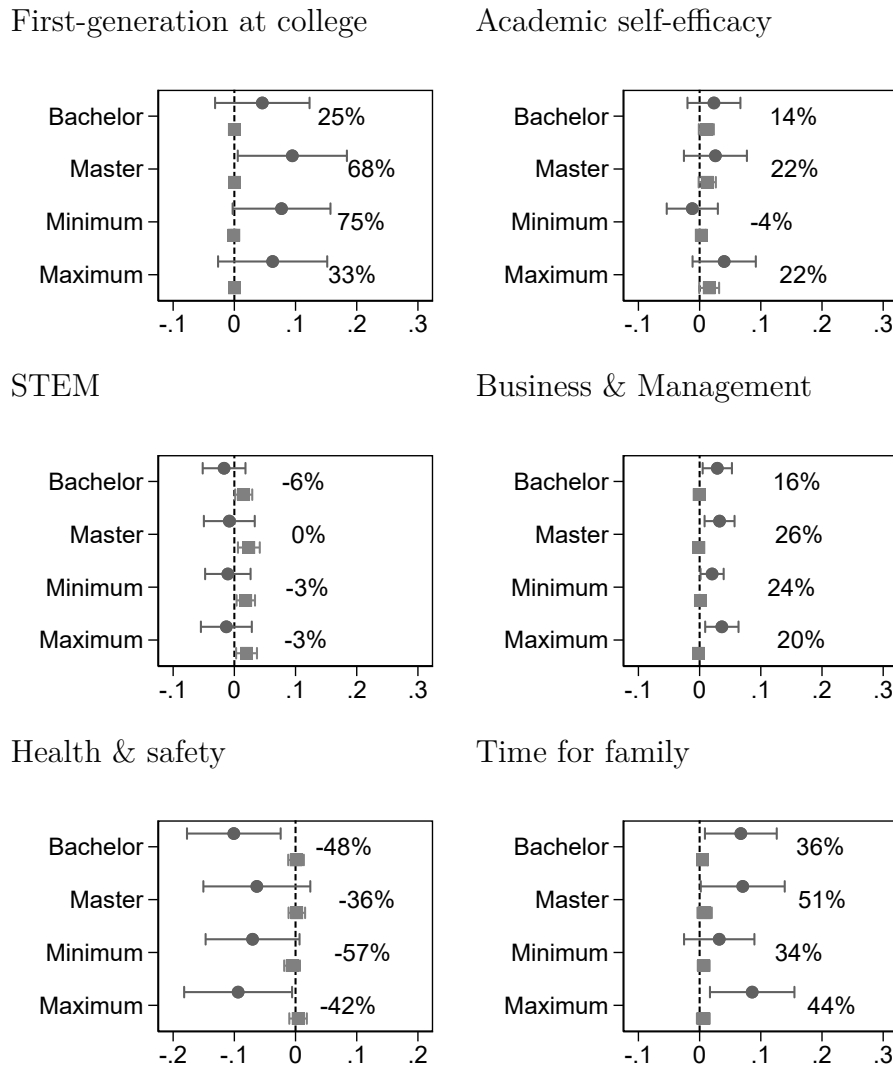 First-generation at college
Bachelor
25%
Master
68%
Minimum
75%
Maximum
33%
-.1 0 .1 .2 .3
Academic self-efficacy
Bachelor
14%
Master
22%
Minimum
-4%
Maximum
22%
-.1 0 .1 .2 .3
STEM
Bachelor
-6%
Master
0%
Minimum
-3%
Maximum
-3%
-.1 0 .1 .2 .3
Business & Management
Bachelor
16%
Master
26%
Minimum
24%
Maximum
20%
-.1 0 .1 .2 .3
Health & safety
Bachelor
-48%
Master
-36%
Minimum
-57%
Maximum
-42%
-.2 -.1 0 .1 .2
Time for family
Bachelor
36%
Master
51%
Minimum
34%
Maximum
44%
-.1 0 .1 .2 .3